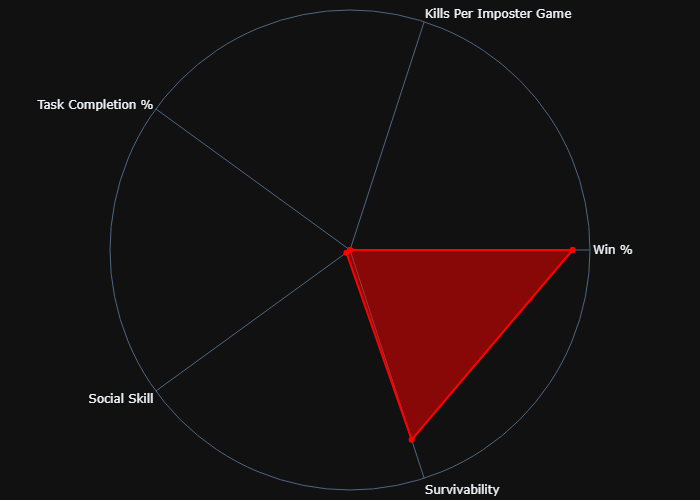 Kills Per Imposter Game
Task Completion %
Win %
Social Skill
Survivability